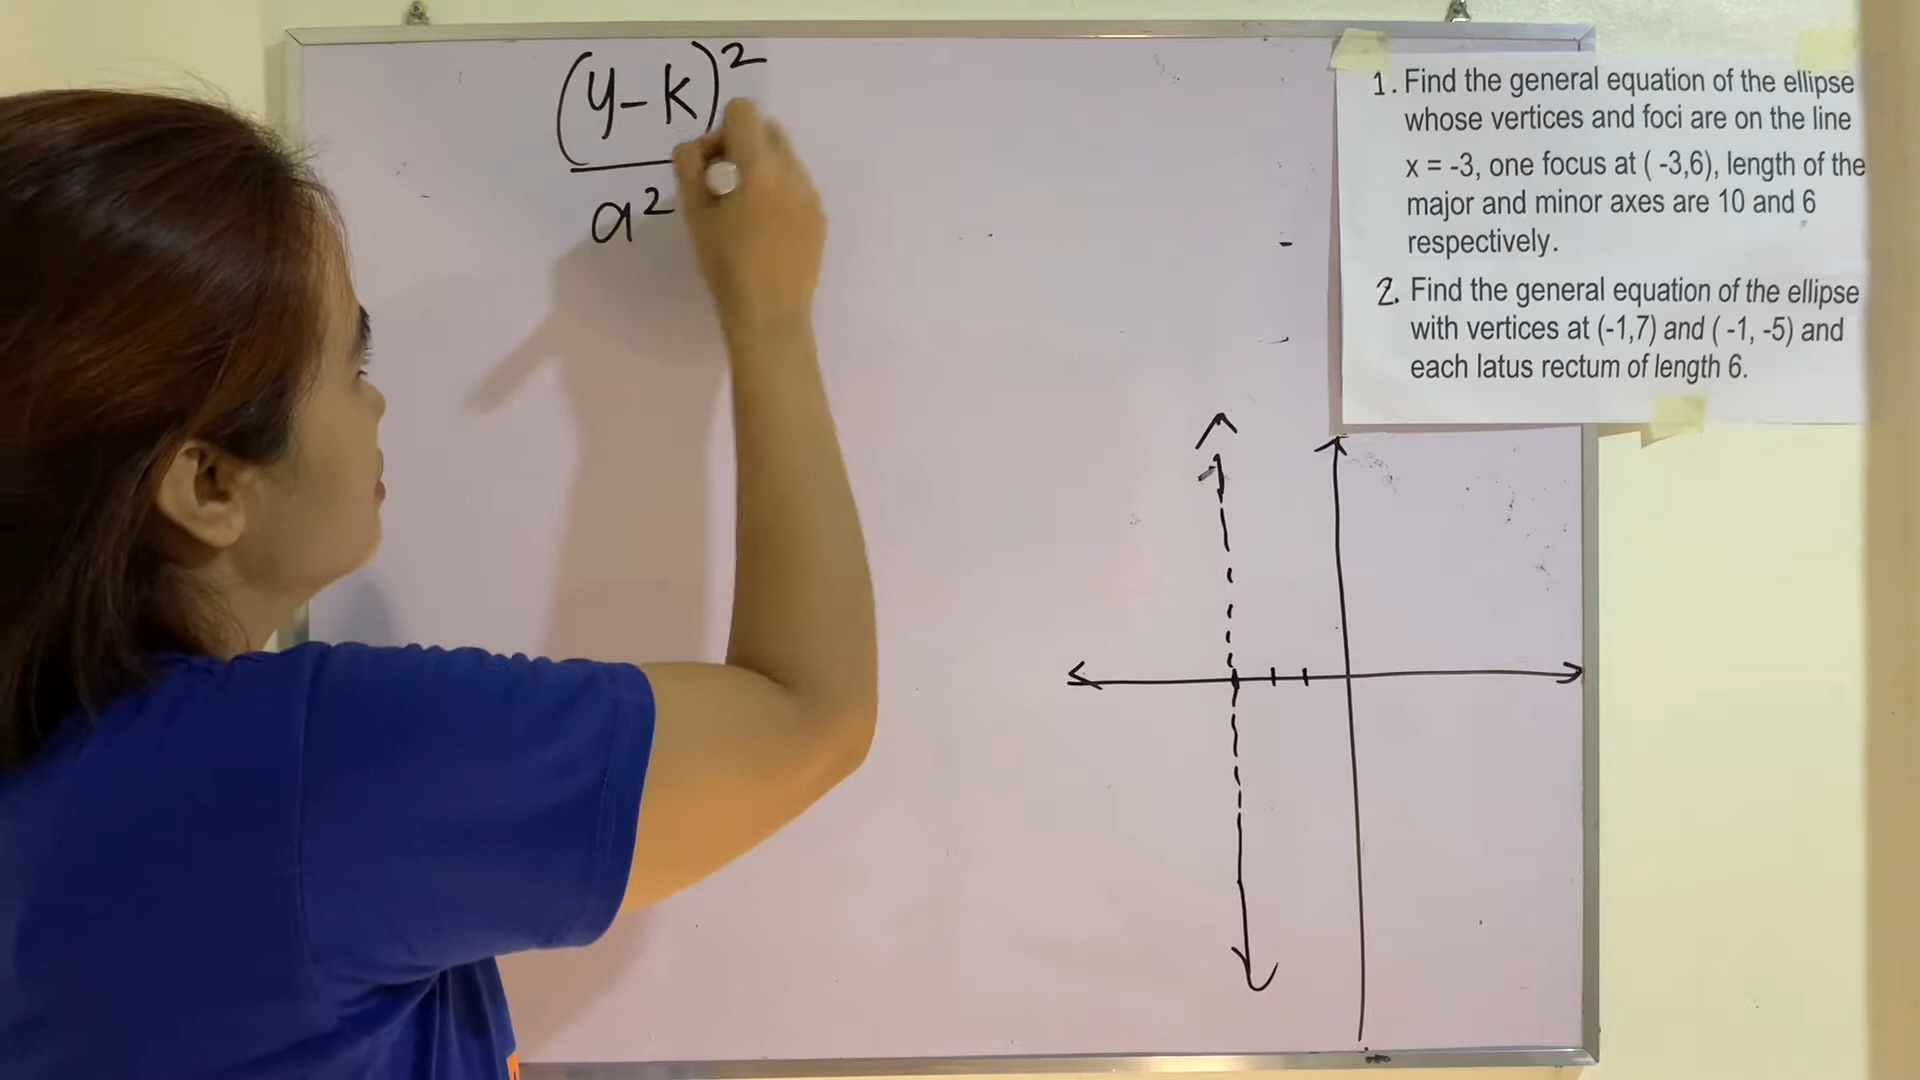 (y-k)²
a²
1. Find the general equation of the ellipse
whose vertices and foci are on the line
x = -3, one focus at ( -3,6), length of the
major and minor axes are 10 and 6
respectively.
2. Find the general equation of the ellipse
with vertices at (-1,7) and ( -1, -5) and
each latus rectum of length 6.